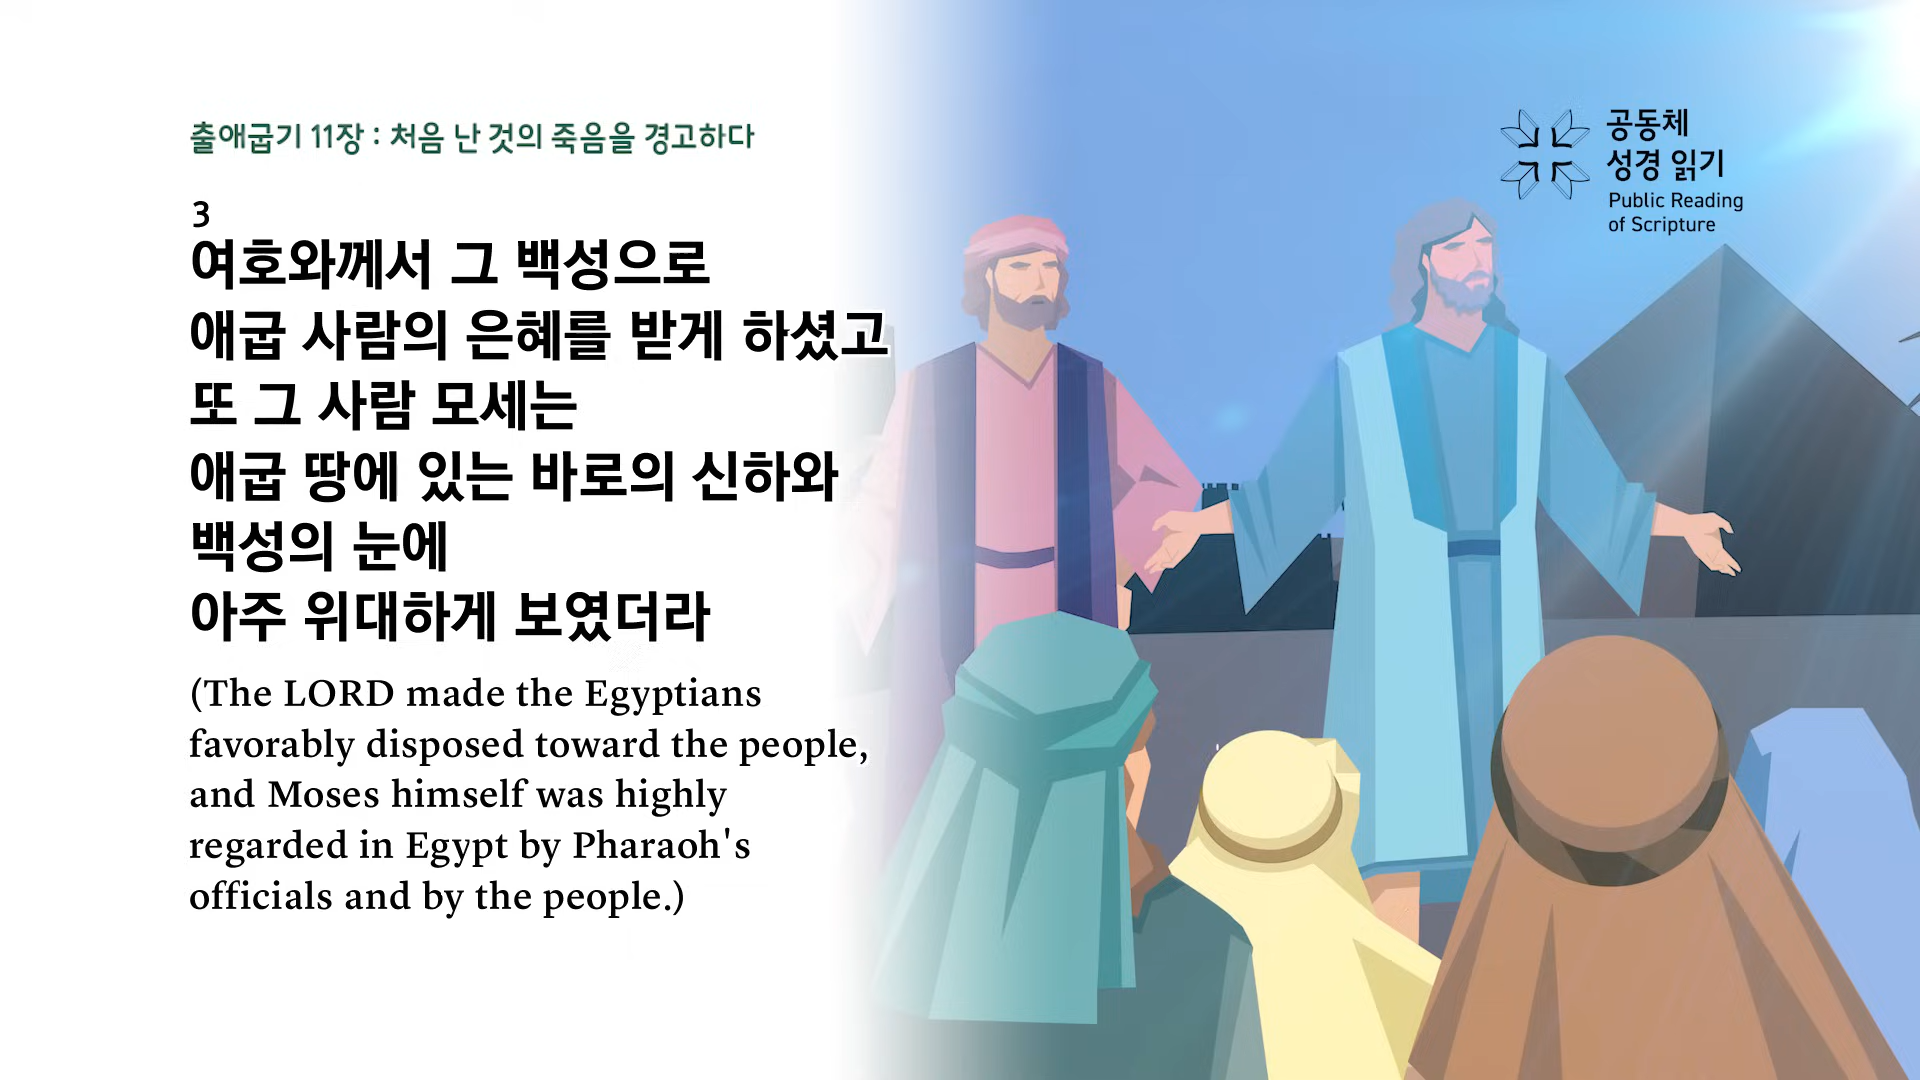 출애굽기 11장 : 처음 난 것의 죽음을 경고하다
3
여호와께서 그 백성으로
애굽 사람의 은혜를 받게 하셨고
또 그 사람 모세는
애굽 땅에 있는 바로의 신하와
백성의 눈에
아주 위대하게 보였더라
(The LORD made the Egyptians
favorably disposed toward the people,
and Moses himself was highly
regarded in Egypt by Pharaoh's
officials and by the people.)
공동체
성경 읽기
Public Reading
of Scripture